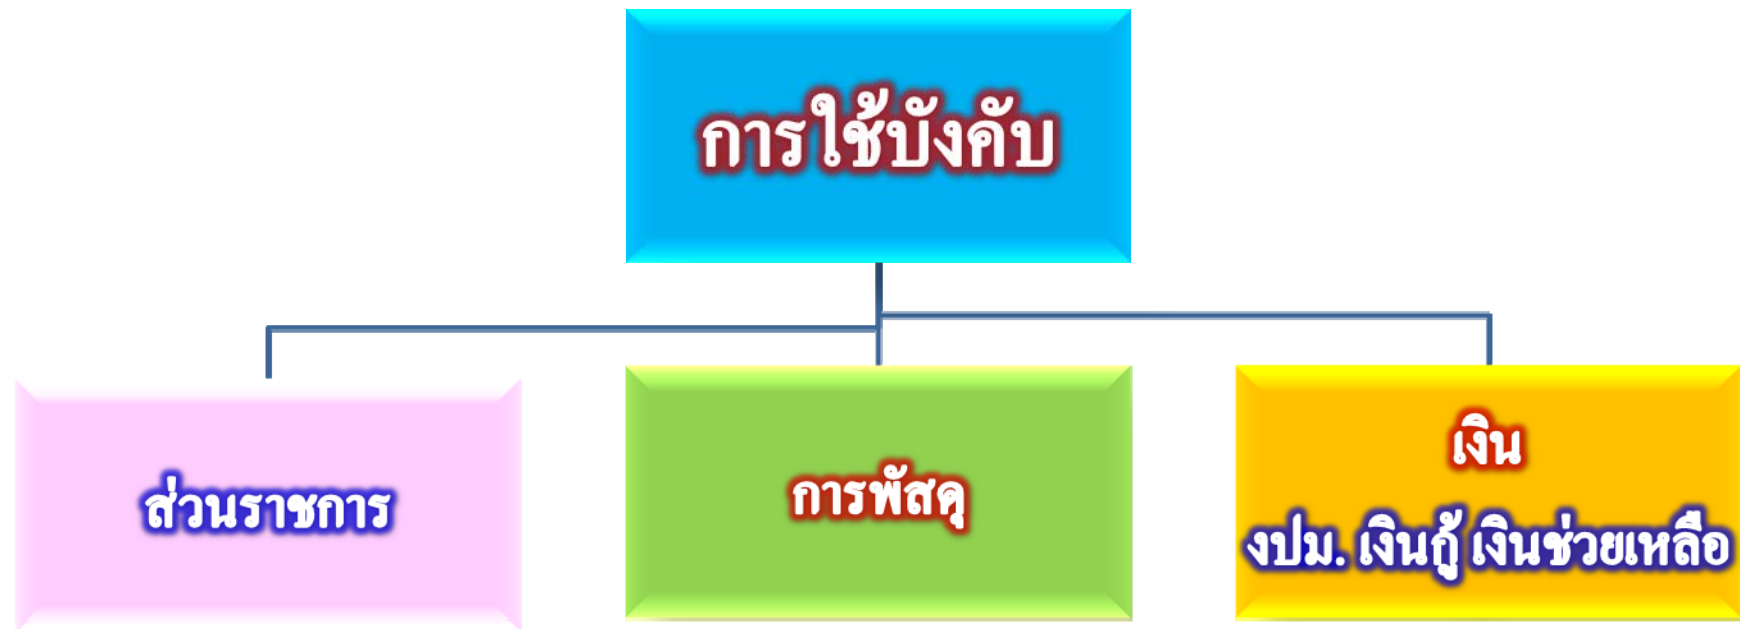 การใช้บังคับ
ส่วนราชการ
การพัสดุ
เงิน
งปม. เงินกู้ เงินช่วยเหลือ